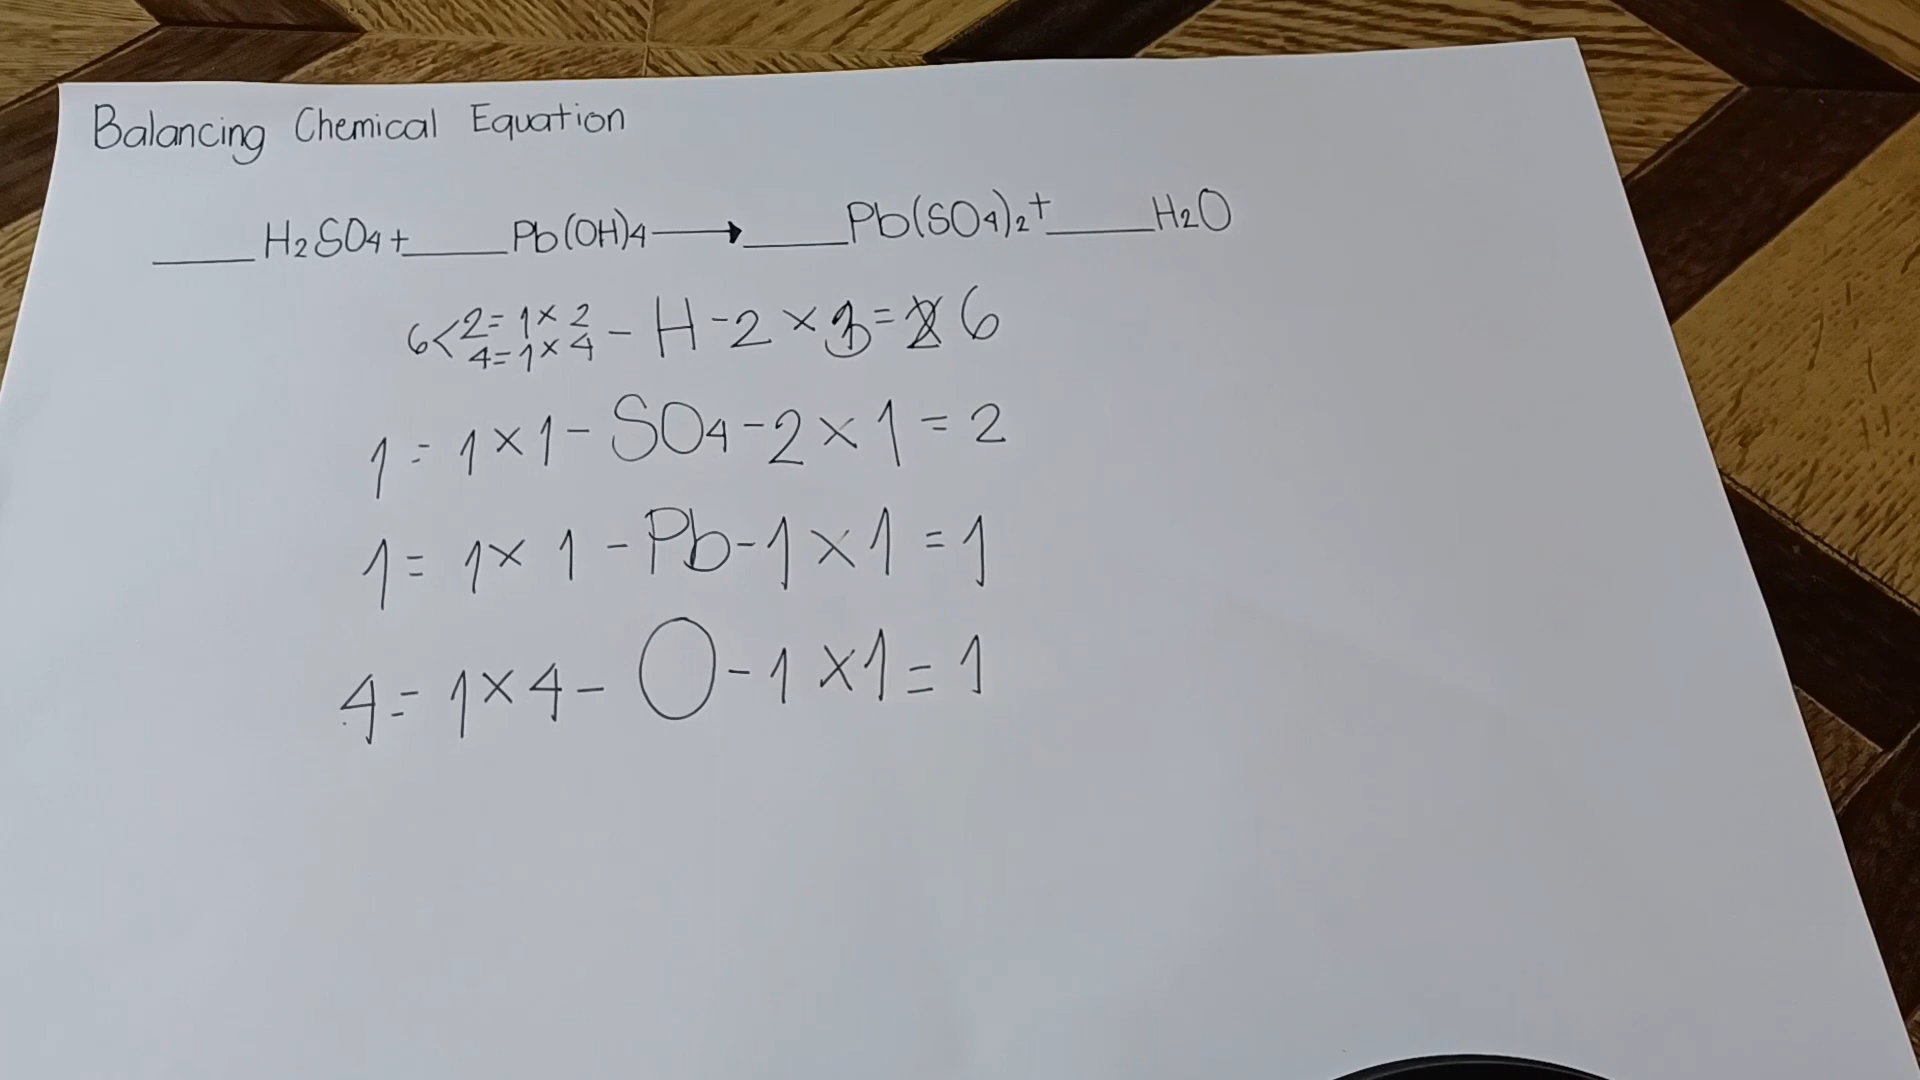 Balancing Chemical Equation
____H2SO4+____Pb(OH)4→____Pb(SO4)2+____H2O
6<2=1×2 4=1×4 - H-2×3=6
1=1×1-SO4-2×1=2
1=1×1-Pb-1×1=1
4=1×4-O-1×1=1